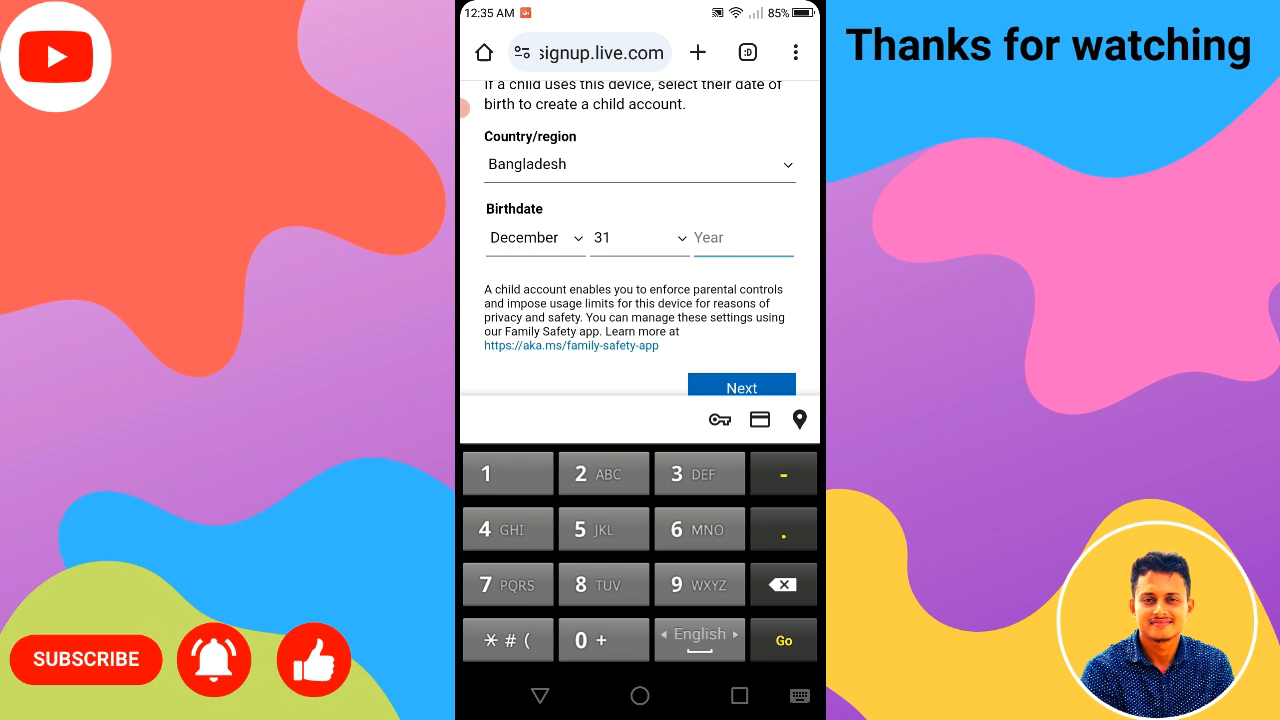 12:35 AM
85%
signup.live.com
:D
Thanks for watching
If a child uses this device, select their date of
birth to create a child account.
Country/region
Bangladesh
Birthdate
December 31 Year
A child account enables you to enforce parental controls
and impose usage limits for this device for reasons of
privacy and safety. You can manage these settings using
our Family Safety app. Learn more at
https://aka.ms/family-safety-app
Next
1 2 ABC 3 DEF -
4 GHI 5 JKL 6 MNO .
7 PQRS 8 TUV 9 WXYZ
* # ( 0 + English Go
SUBSCRIBE